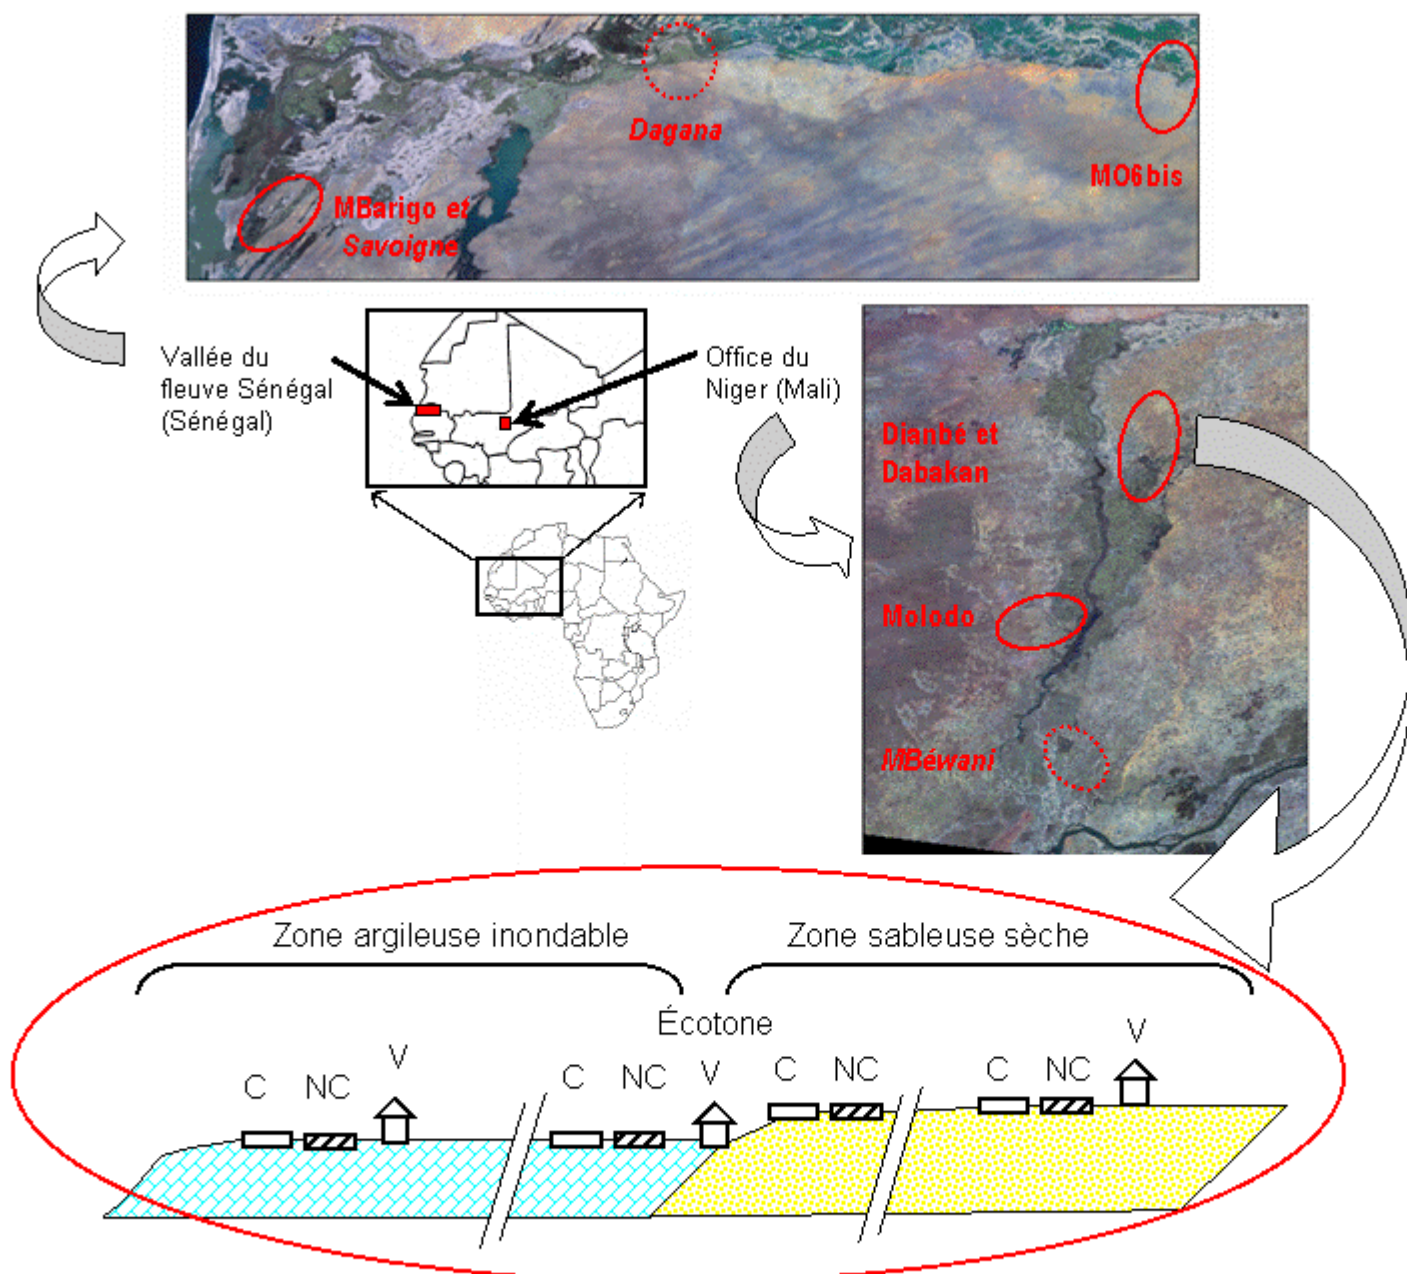 Dagana
MO6bis
MBarigo et
Savoigne
Vallée du
fleuve Sénégal
(Sénégal)
Office du
Niger (Mali)
Dianbé et
Dabakan
Molodo
MBéwani
Zone argileuse inondable
Zone sableuse sèche
Écotone
C NC V C NC V C NC C NC V